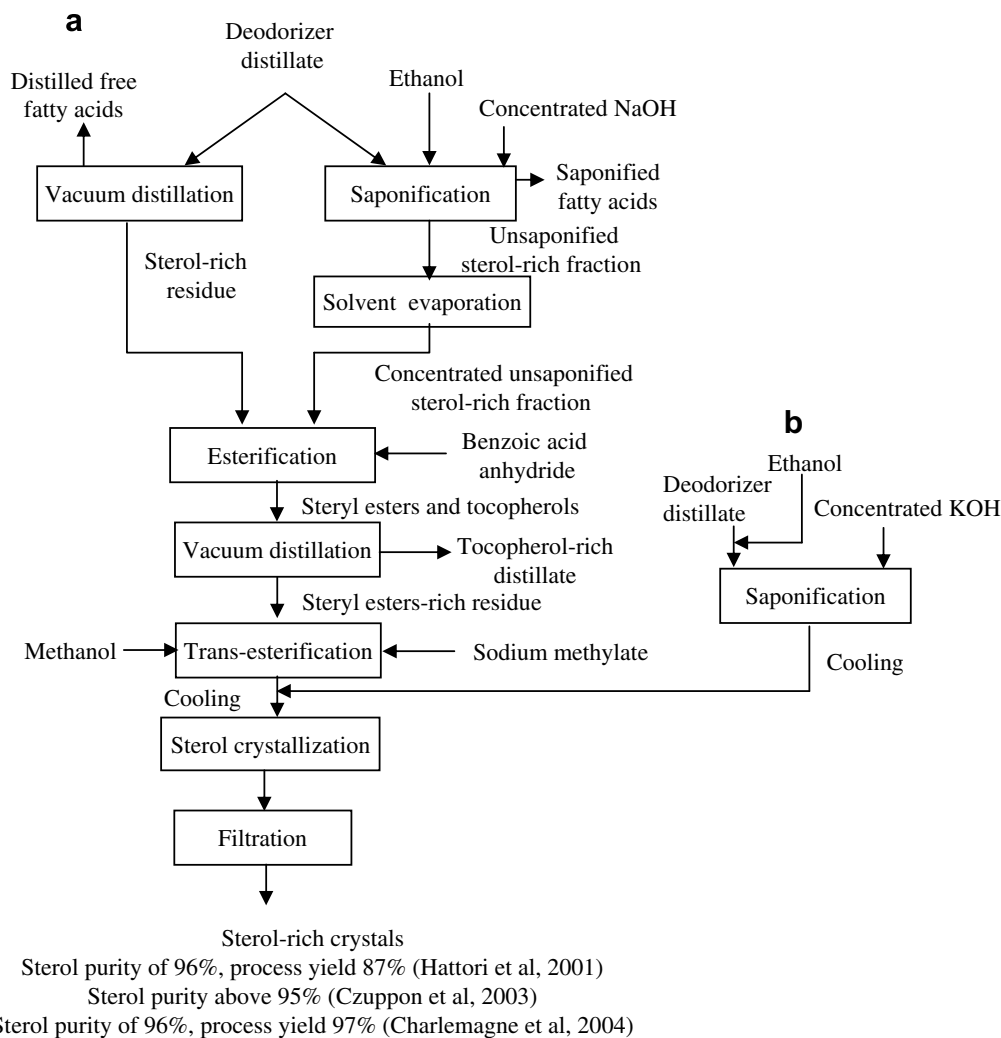 a
Deodorizer
distillate
Distilled free
fatty acids
Ethanol
Concentrated NaOH
Vacuum distillation
Saponification
Saponified
fatty acids
Unsaponified
sterol-rich fraction
Sterol-rich
residue
Solvent evaporation
Concentrated unsaponified
sterol-rich fraction
Esterification
Benzoic acid
anhydride
Steryl esters and tocopherols
Vacuum distillation
Tocopherol-rich
distillate
Steryl esters-rich residue
Methanol
Trans-esterification
Sodium methylate
Cooling
b
Ethanol
Deodorizer
distillate
Concentrated KOH
Saponification
Cooling
Sterol crystallization
Filtration
Sterol-rich crystals
Sterol purity of 96%, process yield 87% (Hattori et al, 2001)
Sterol purity above 95% (Czuppon et al, 2003)
Sterol purity of 96%, process yield 97% (Charlemagne et al, 2004)